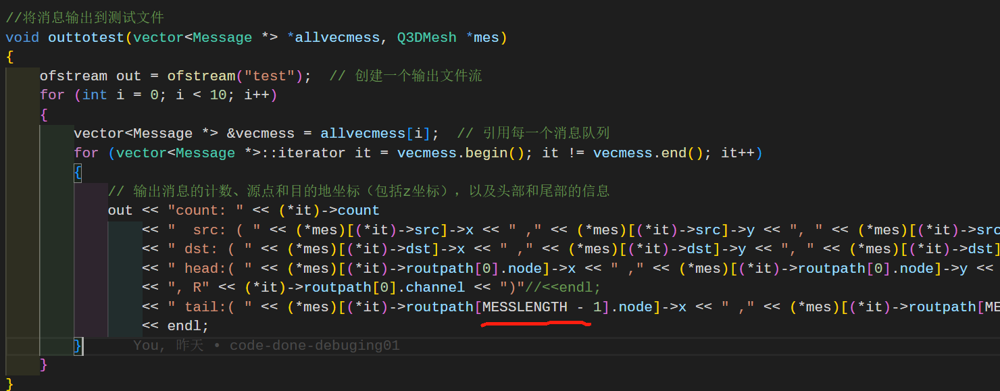 //将消息输出到测试文件
void outtotest(vector<Message *> *allvecmess, Q3DMesh *mes)
{
ofstream out = ofstream("test"); // 创建一个输出文件流
for (int i = 0; i < 10; i++)
{
vector<Message *> &vecmess = allvecmess[i]; // 引用每一个消息队列
for (vector<Message *>::iterator it = vecmess.begin(); it != vecmess.end(); it++)
{
// 输出消息的计数、源点和目的地坐标（包括z坐标），以及头部和尾部的信息
out << "count: " << (*it)->count
<< "  src: ( " << (*mes)[(*it)->src]->x << " ," << (*mes)[(*it)->src]->y << ", " << (*mes)[(*it)->src
<< " dst: ( " << (*mes)[(*it)->dst]->x << " ," << (*mes)[(*it)->dst]->y << ", " << (*mes)[(*it)->dst]
<< " head:( " << (*mes)[(*it)->routpath[0].node]->x << " ," << (*mes)[(*it)->routpath[0].node]->y <<
<< ", R" << (*it)->routpath[0].channel << ")"//<<endl;
<< " tail:( " << (*mes)[(*it)->routpath[MESSLENGTH - 1].node]->x << " ," << (*mes)[(*it)->routpath[ME
<< endl;
} You, 昨天 • code-done-debuging01
}
}